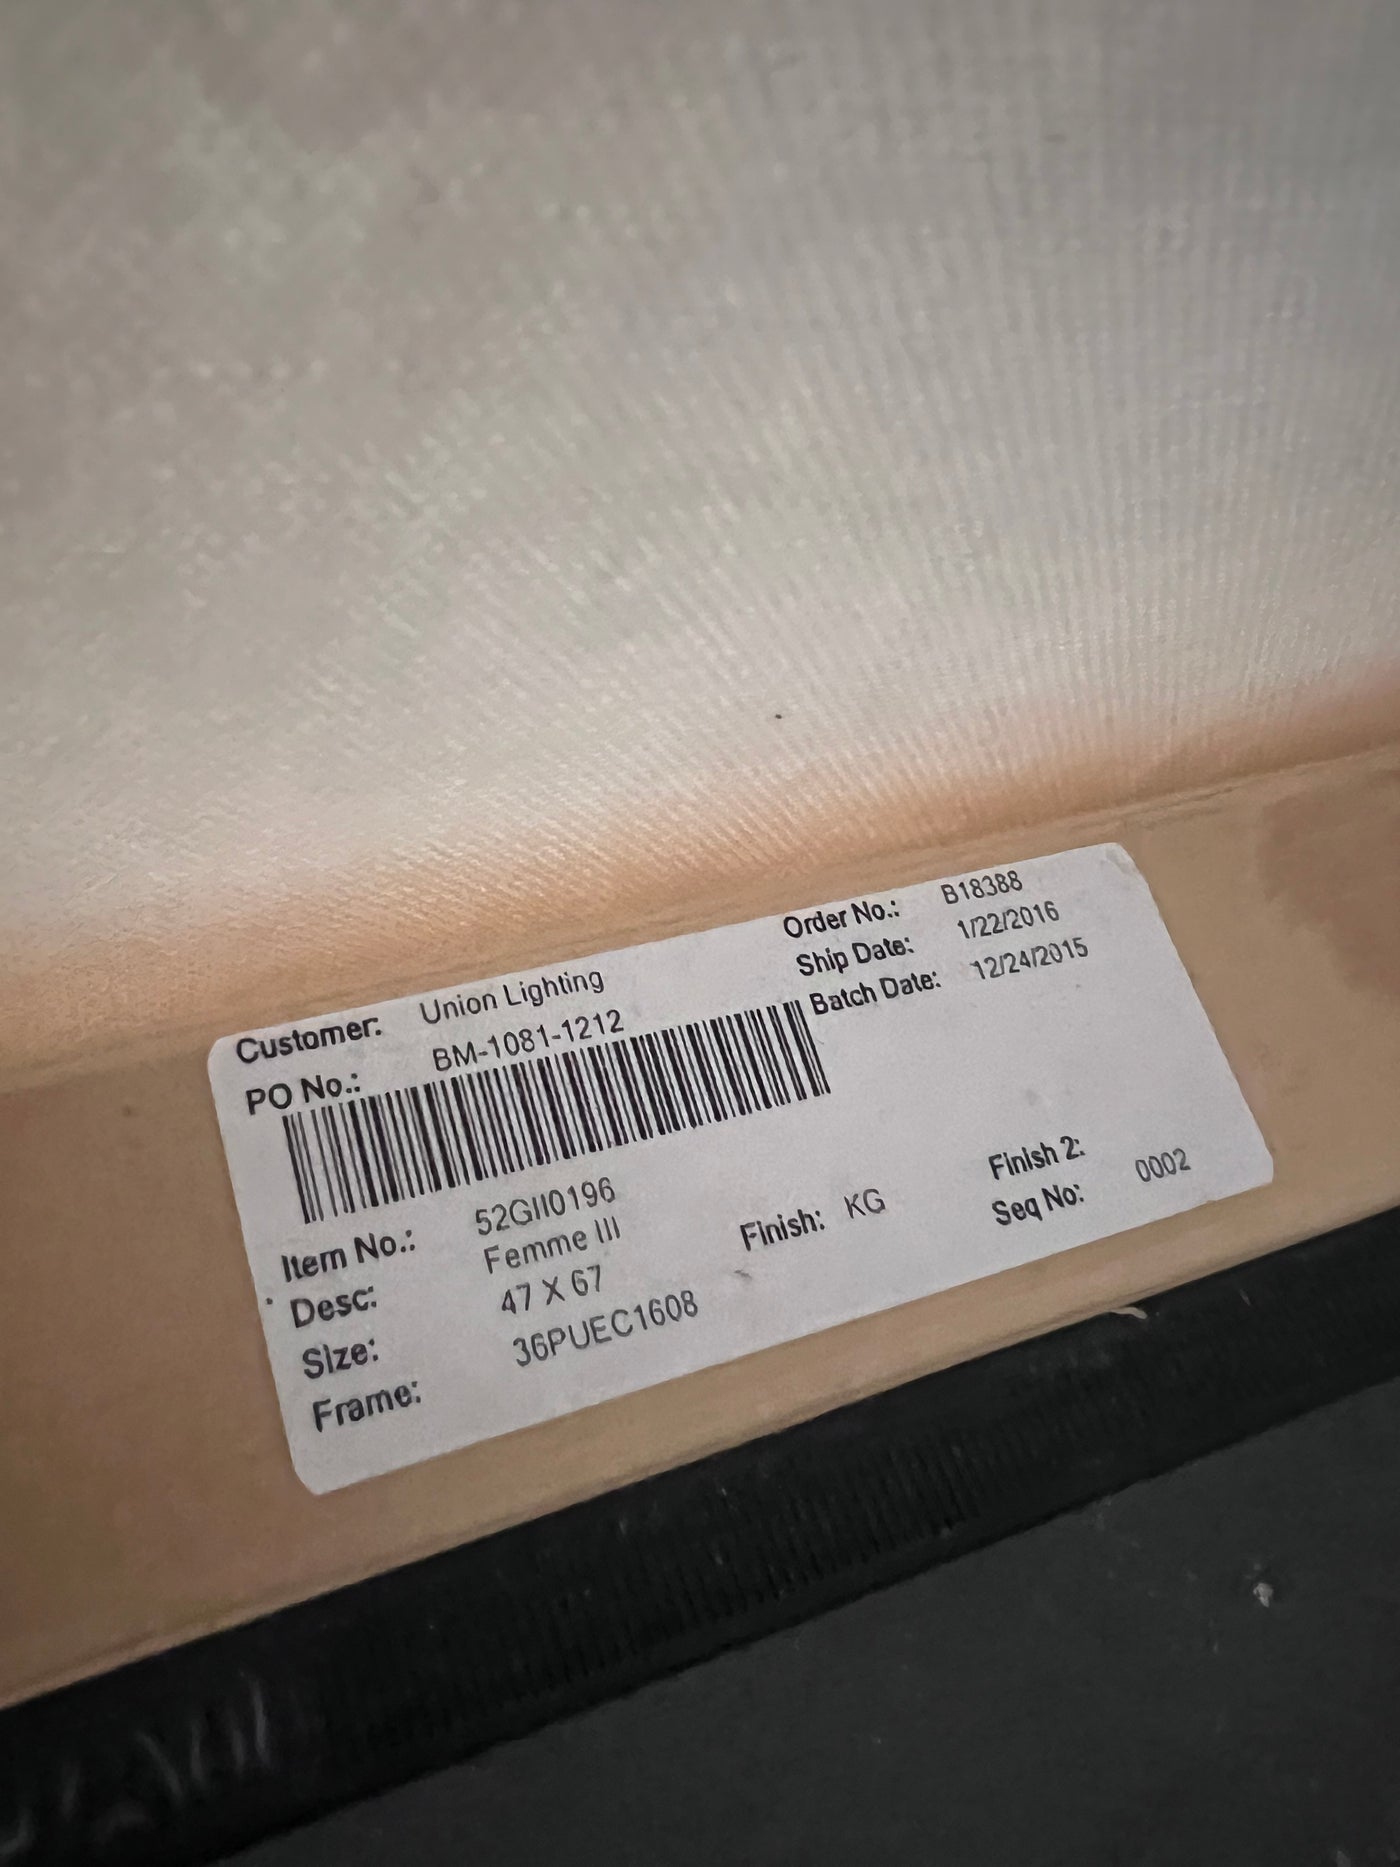 Customer: Union Lighting
PO No.: BM-1081-1212
Order No.: B18388
Ship Date: 1/22/2016
Batch Date: 12/24/2015
Item No.: 52GII0196
Desc: Femme III
Size: 47 X 67
Frame: 36PUEC1608
Finish: KG
Finish 2:
Seq No: 0002